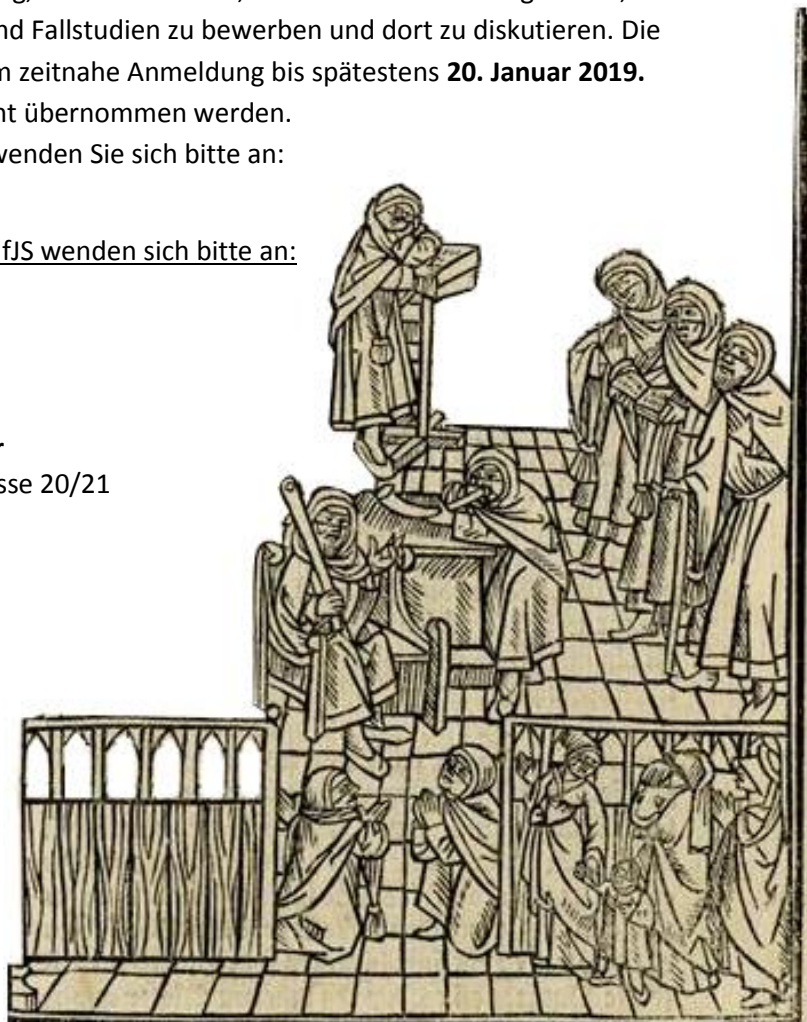 nd Fallstudien zu bewerben und dort zu diskutieren. Die
zeitnahe Anmeldung bis spätestens 20. Januar 2019.
übernommen werden.
wenden Sie sich bitte an:
fJS wenden sich bitte an:
sse 20/21